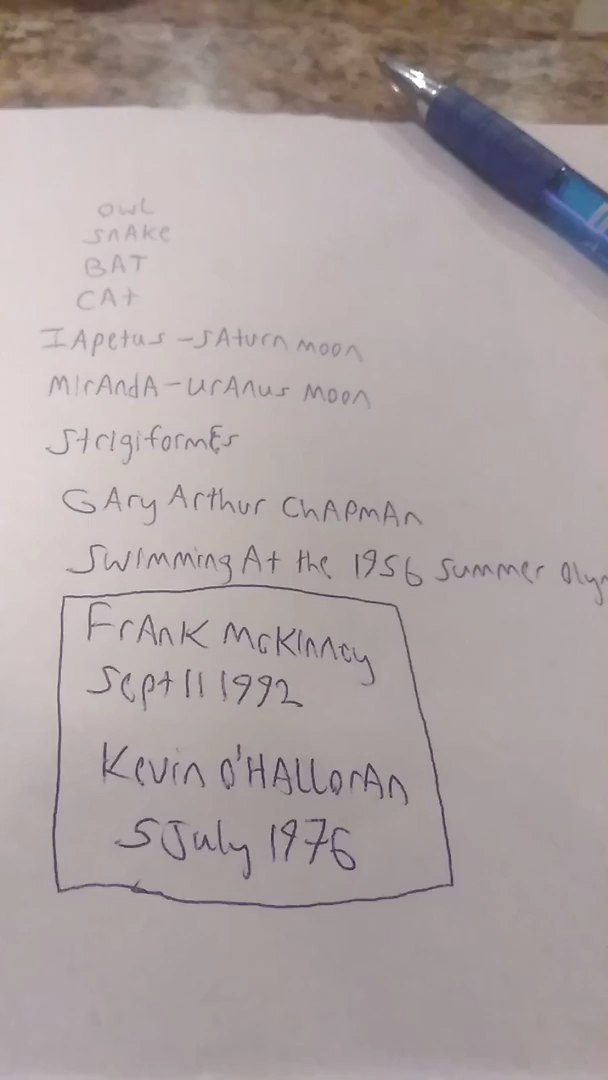 OWL
SNAKE
BAT
CAt
IApetus - SAturn moon
MirAndA - UrAnus Moon
StrigiformEs
GAry Arthur ChAPmAn
Swimming At the 1956 Summer Olym
FrAnK McKinney
Sept 11 1992
Kevin O'HAlLorAn
5 July 1976